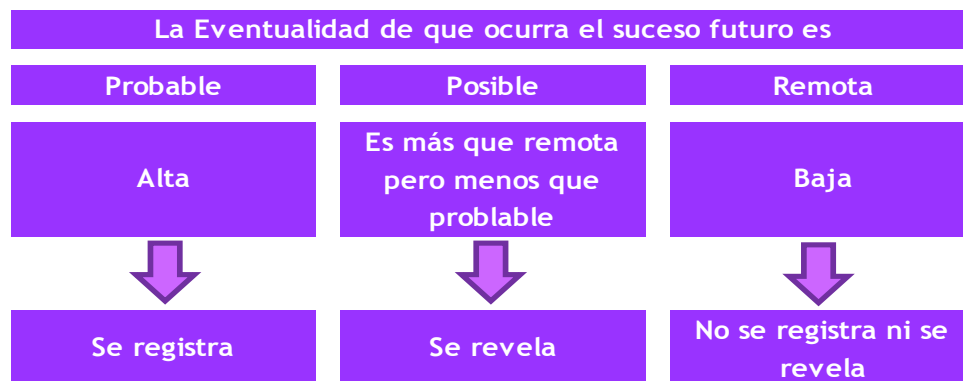 La Eventualidad de que ocurra el suceso futuro es
Probable
Posible
Remota
Alta
Es más que remota
pero menos que
problable
Baja
Se registra
Se revela
No se registra ni se
revela